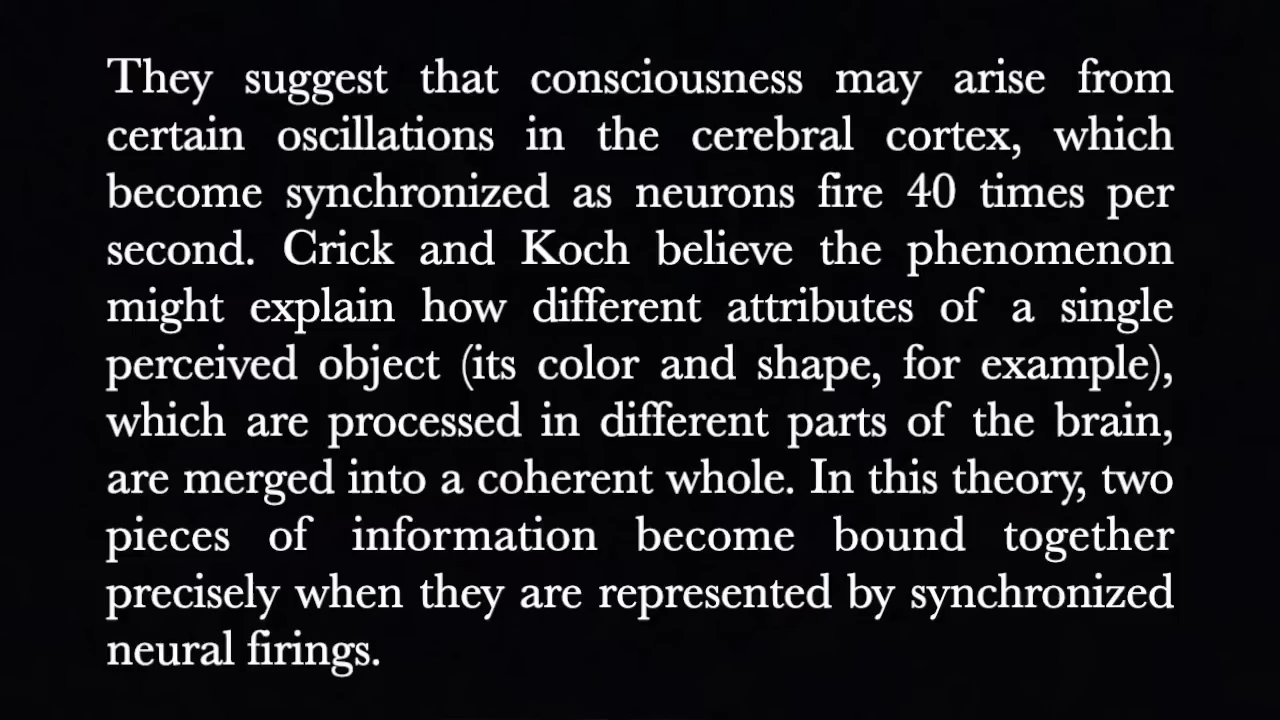 They suggest that consciousness may arise from
certain oscillations in the cerebral cortex, which
become synchronized as neurons fire 40 times per
second. Crick and Koch believe the phenomenon
might explain how different attributes of a single
perceived object (its color and shape, for example),
which are processed in different parts of the brain,
are merged into a coherent whole. In this theory, two
pieces of information become bound together
precisely when they are represented by synchronized
neural firings.